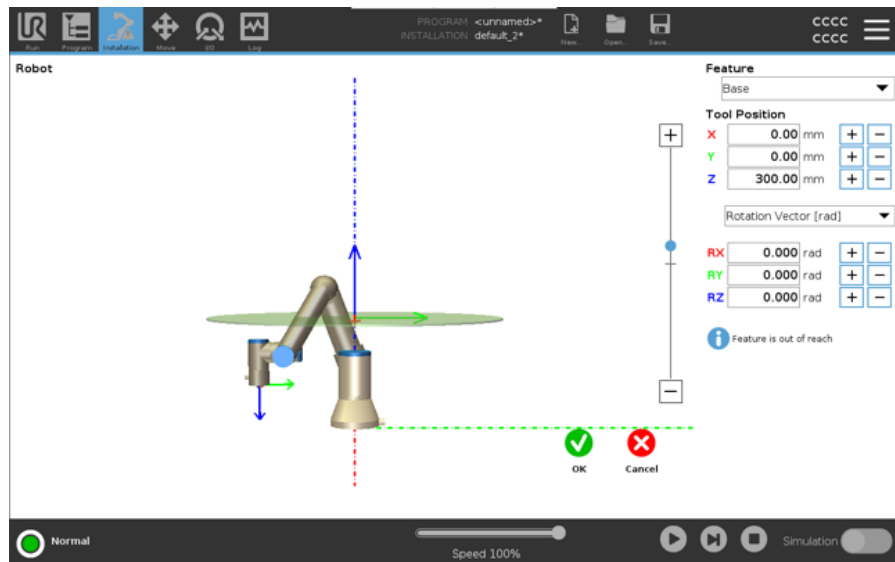 UR
PROGRAM <unnamed>*
INSTALLATION default_2*
cccc
cccc
Run
Program
Installation
Move
I/O
Log
New...
Open...
Save...
Robot
Feature
Base
Tool Position
X 0.00 mm + −
Y 0.00 mm + −
Z 300.00 mm + −
Rotation Vector [rad]
RX 0.000 rad + −
RY 0.000 rad + −
RZ 0.000 rad + −
Feature is out of reach
+
−
OK
Cancel
Normal
Speed 100%
Simulation